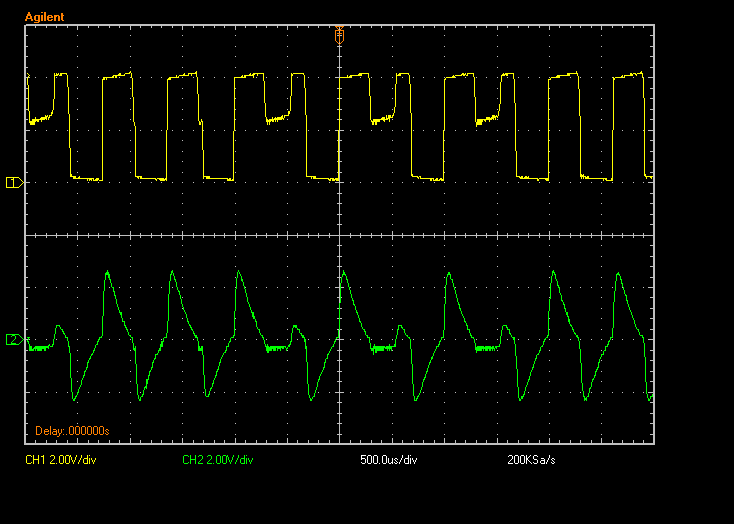 Agilent
1
2
Delay:.000000s
CH1 2.00V/div CH2 2.00V/div 500.0us/div 200KSa/s